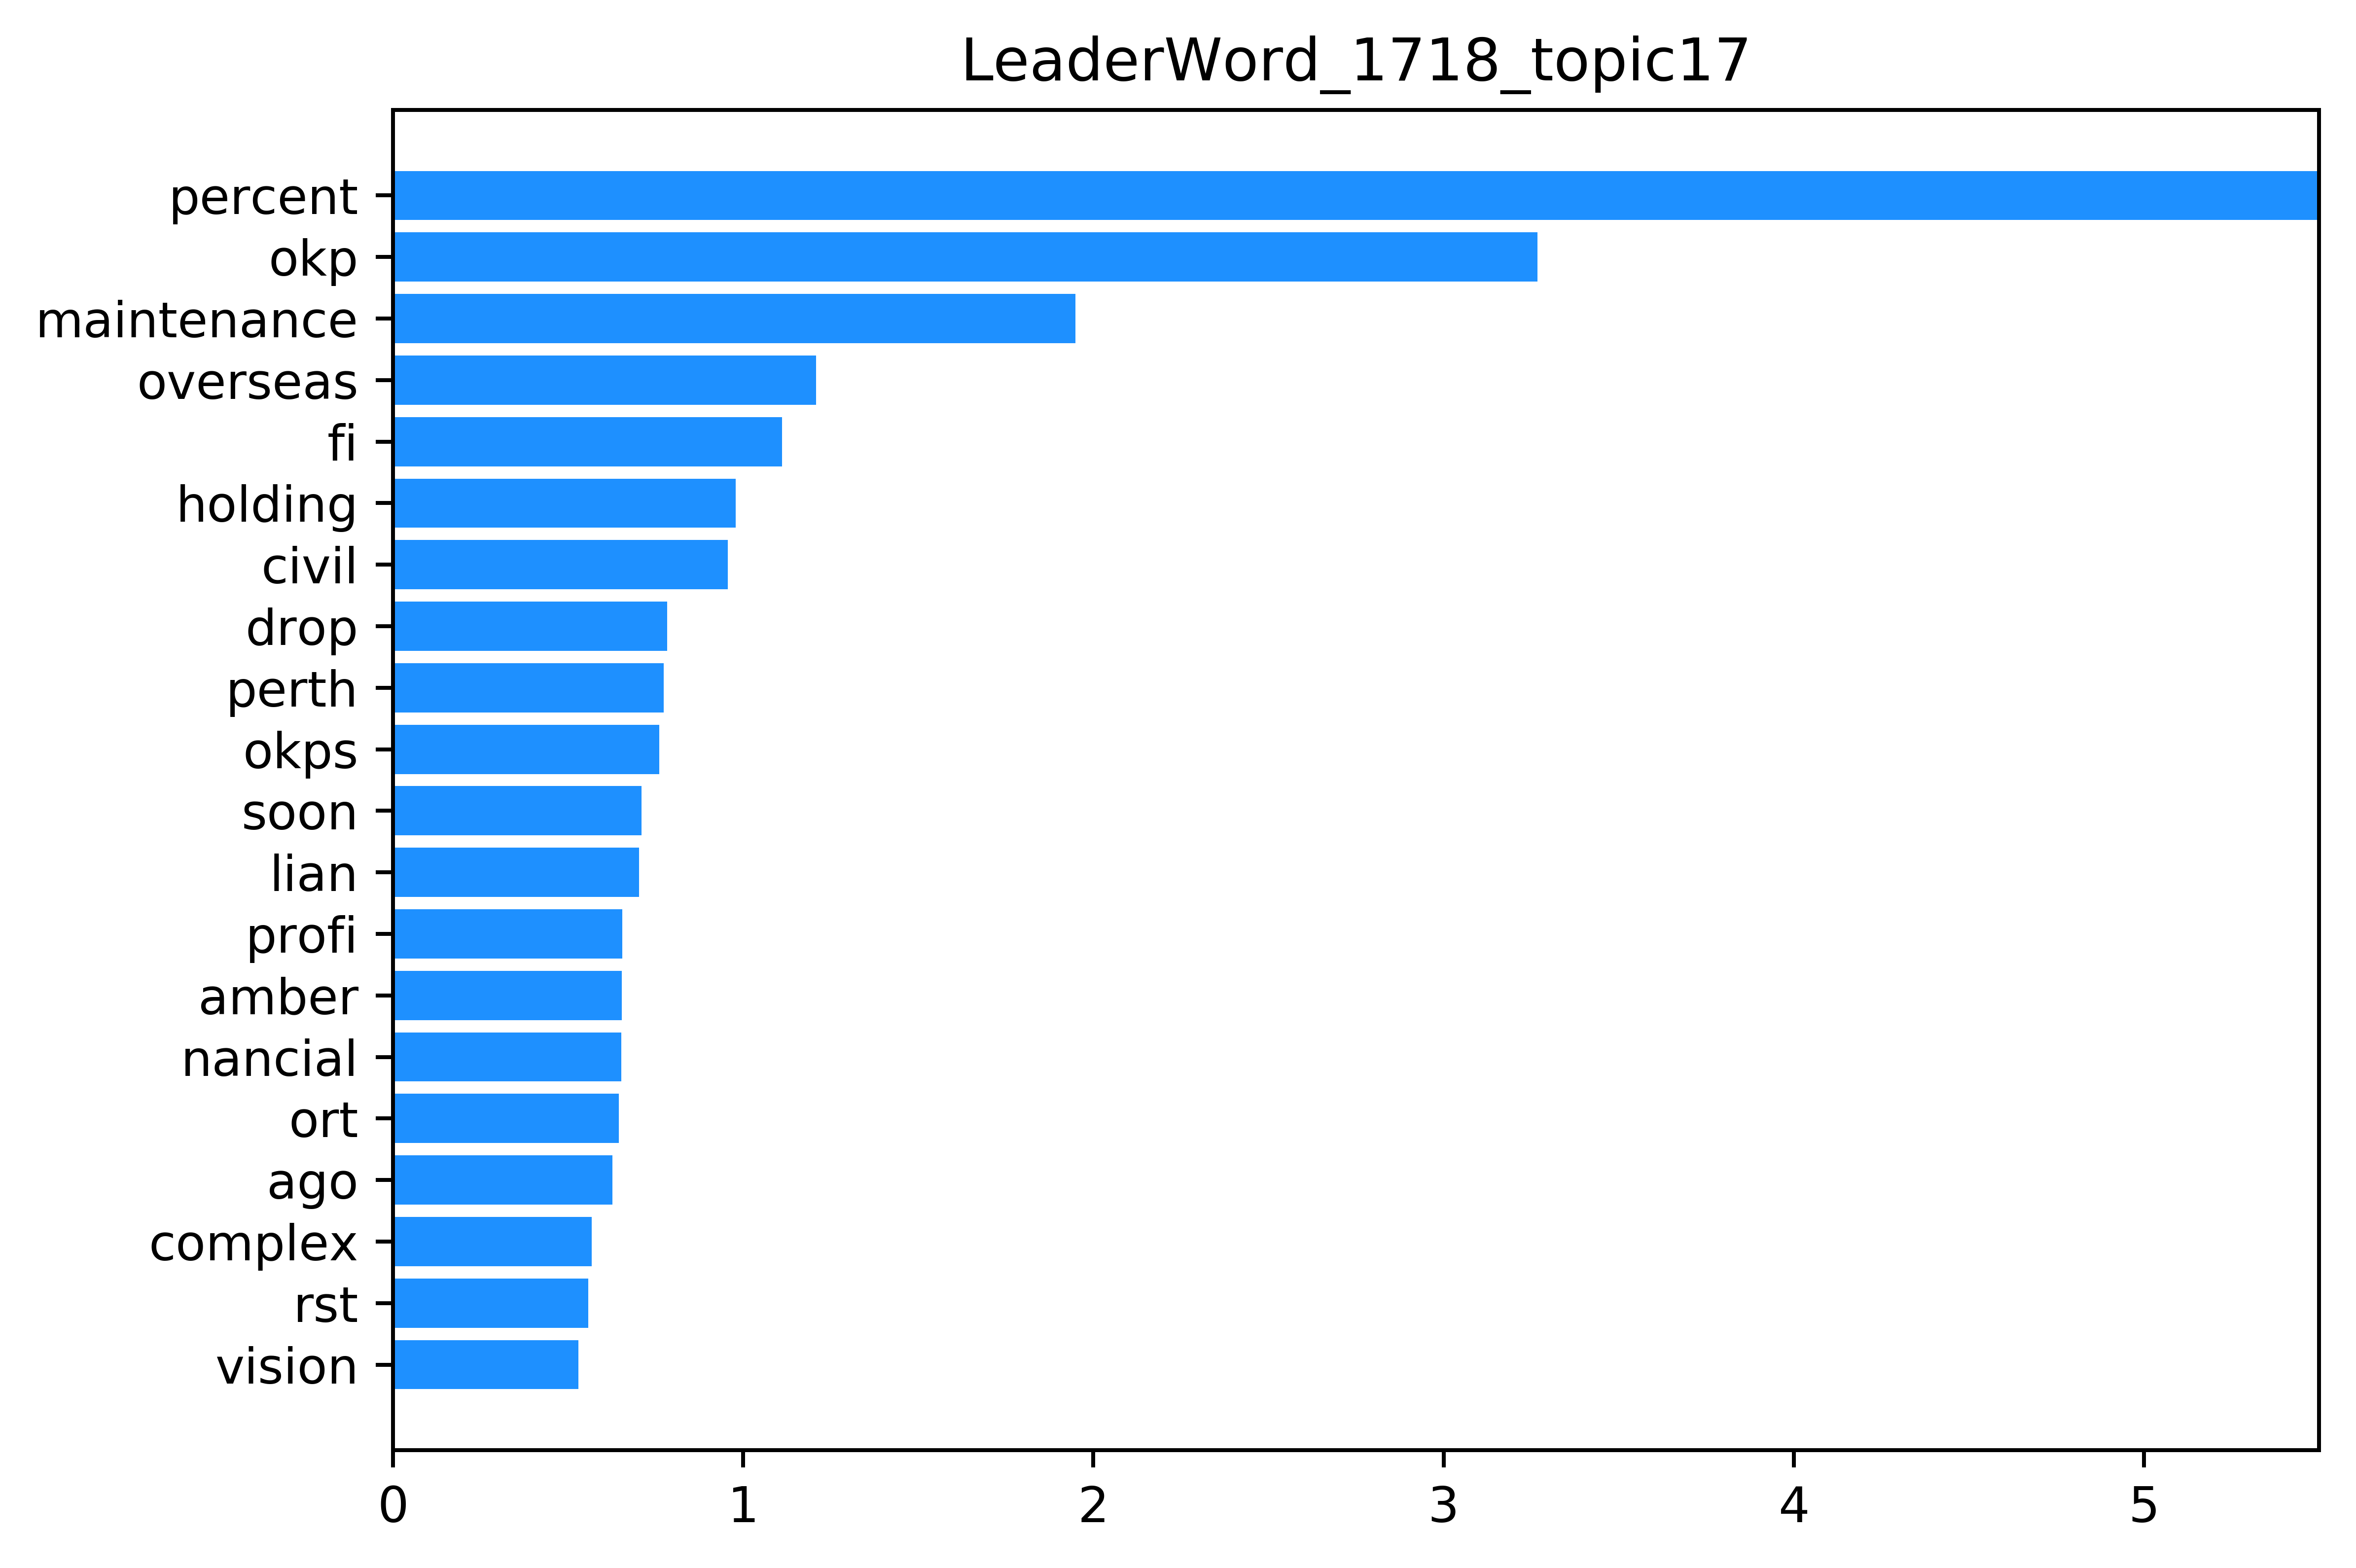 LeaderWord_1718_topic17
percent
okp
maintenance
overseas
fi
holding
civil
drop
perth
okps
soon
lian
profi
amber
nancial
ort
ago
complex
rst
vision
0 1 2 3 4 5